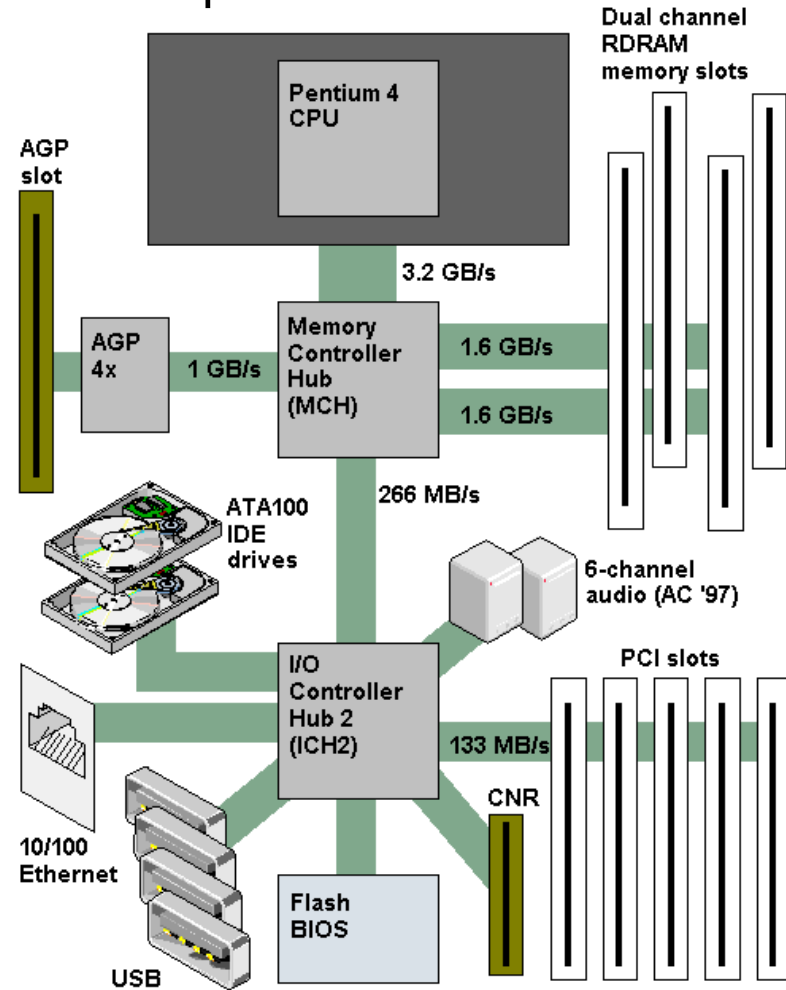 Dual channel
RDRAM
memory slots
Pentium 4
CPU
AGP
slot
3.2 GB/s
Memory
Controller
Hub
(MCH)
AGP
4x
1 GB/s
1.6 GB/s
1.6 GB/s
266 MB/s
ATA100
IDE
drives
6-channel
audio (AC '97)
PCI slots
I/O
Controller
Hub 2
(ICH2)
133 MB/s
CNR
10/100
Ethernet
Flash
BIOS
USB